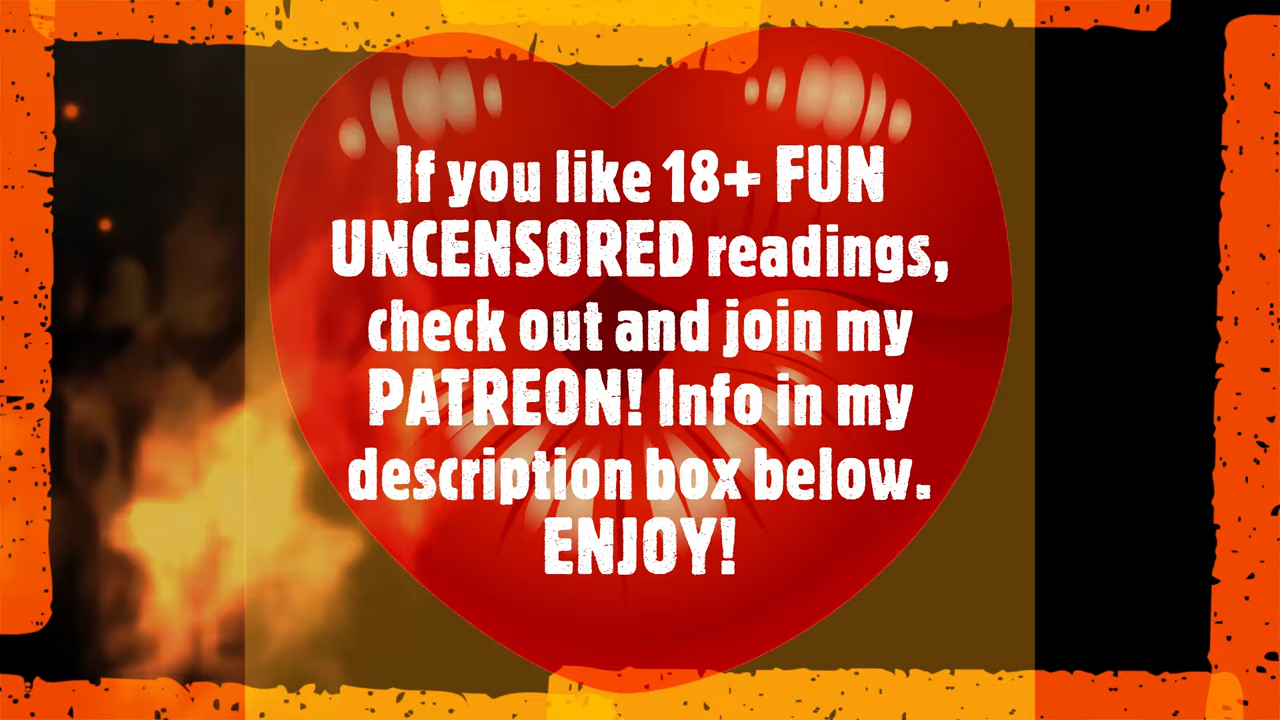 If you like 18+ FUN
UNCENSORED readings,
check out and join my
PATREON! Info in my
description box below.
ENJOY!